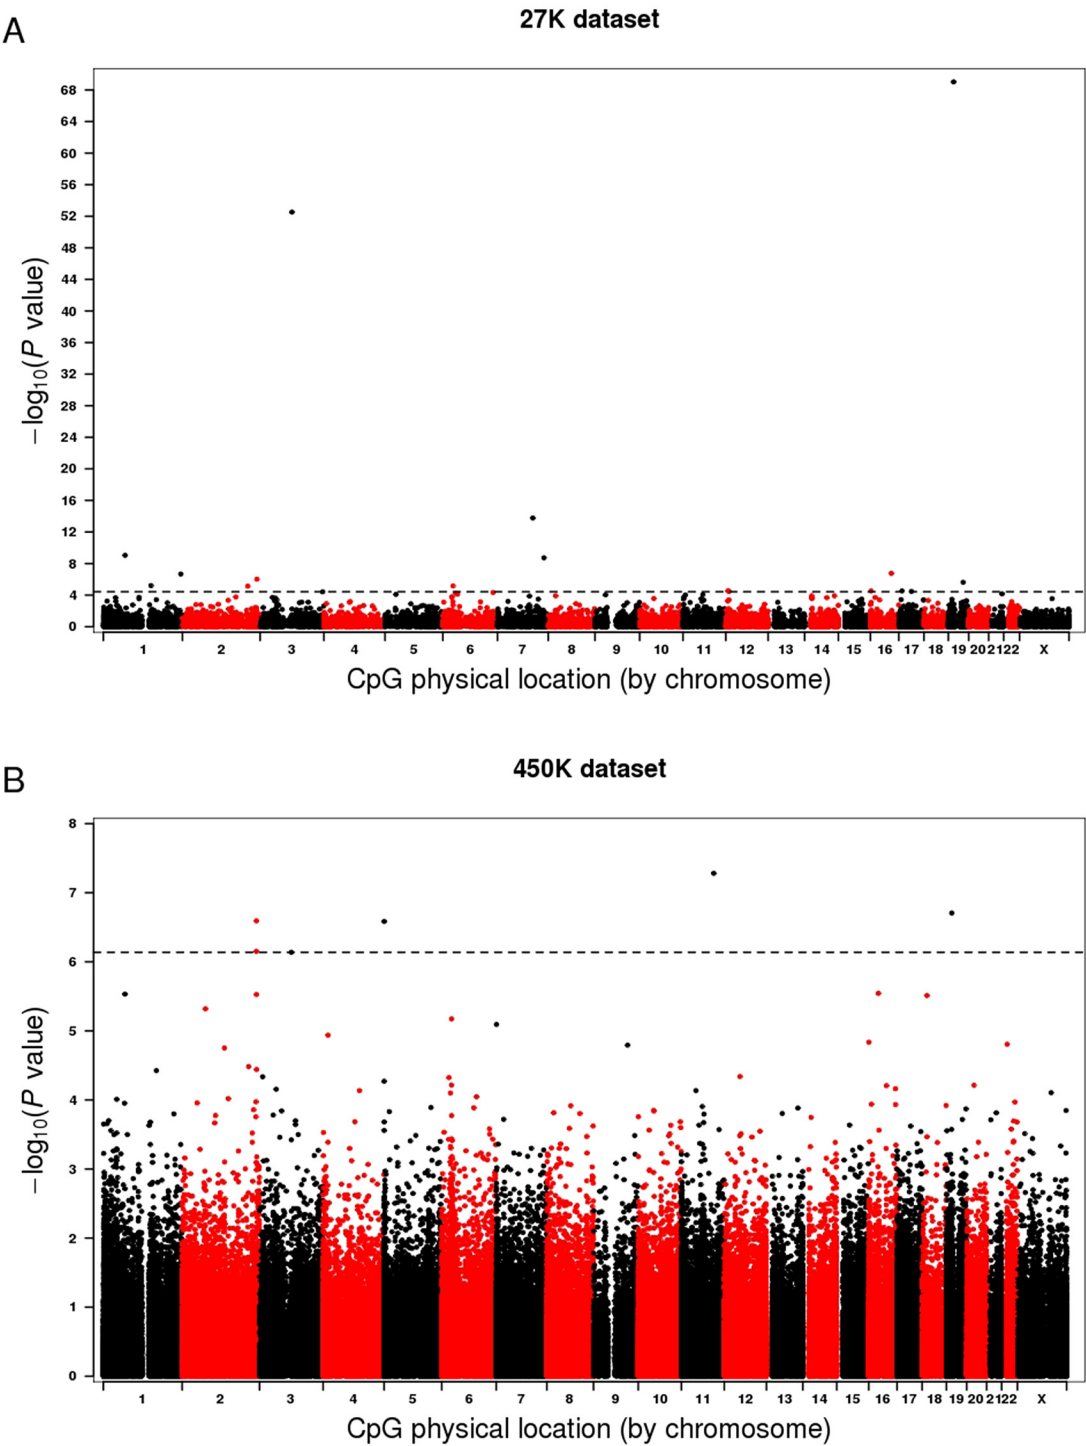 A
27K dataset
68
64
60
56
52
48
44
40
36
32
28
24
20
16
12
8
4
0
−log10(P value)
1 2 3 4 5 6 7 8 9 10 11 12 13 14 15 16 17 18 19 20 21 22 X
CpG physical location (by chromosome)
B
450K dataset
8
7
6
5
4
3
2
1
0
−log10(P value)
1 2 3 4 5 6 7 8 9 10 11 12 13 14 15 16 17 18 19 20 21 22 X
CpG physical location (by chromosome)